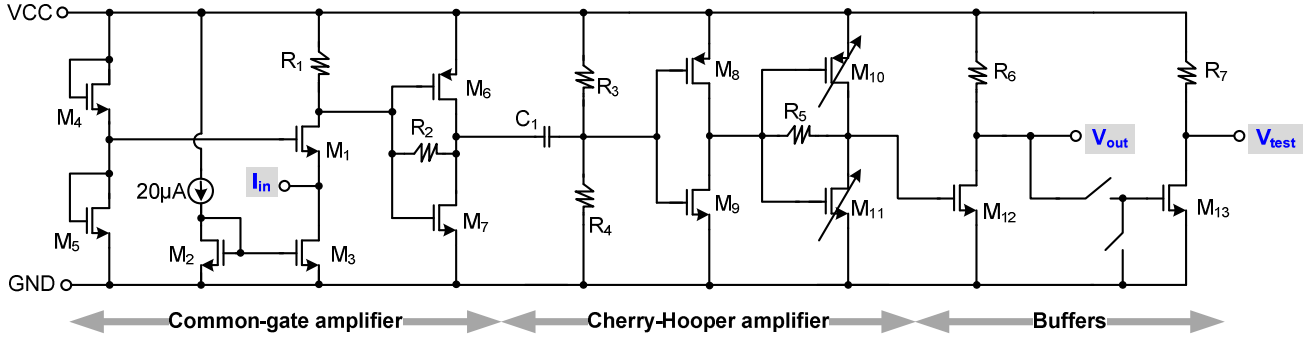 VCC
R1
M8
M10
R6
R7
M6
R3
M4
R2
C1
R5
M1
Vout
Vtest
Iin
20µA
M9
M11
M12
M13
M5
M7
R4
M2
M3
GND
Common-gate amplifier
Cherry-Hooper amplifier
Buffers